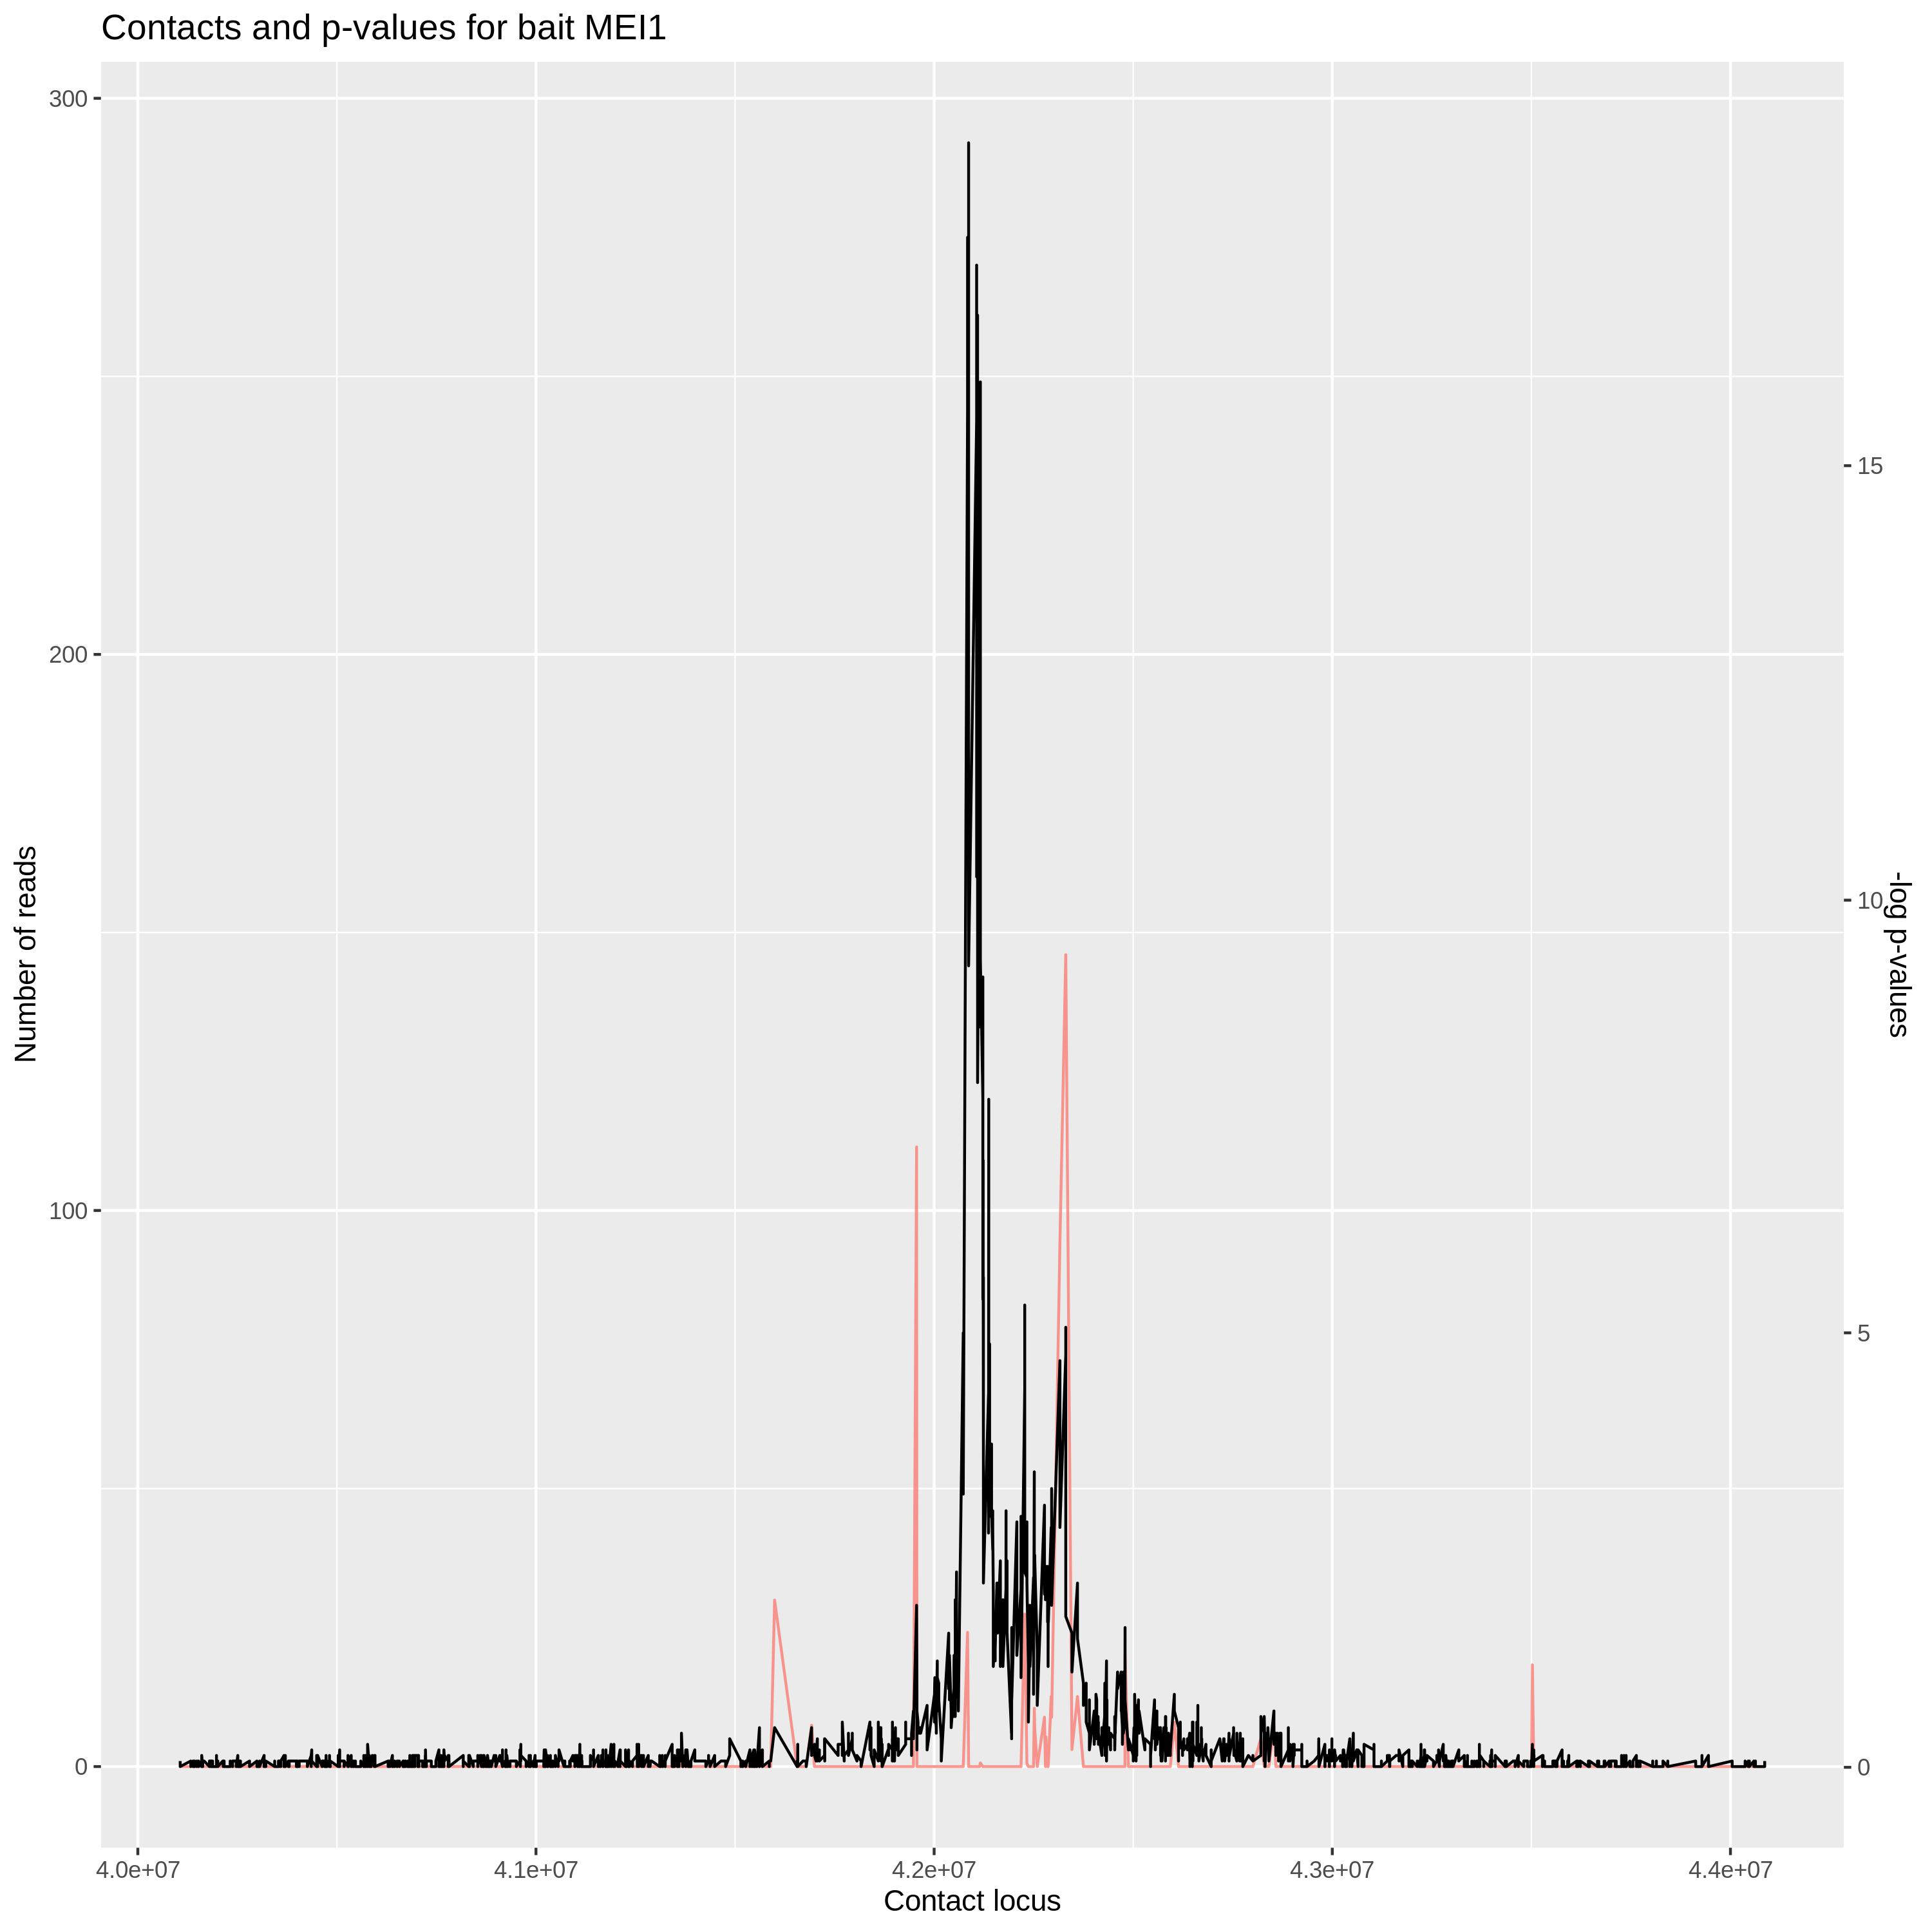 Contacts and p-values for bait MEI1
300
200
100
0
Number of reads
15
10
5
0
-log p-values
4.0e+07
4.1e+07
4.2e+07
4.3e+07
4.4e+07
Contact locus